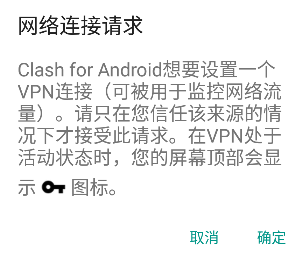 网络连接请求
Clash for Android想要设置一个
VPN连接（可被用于监控网络流
量）。请只在您信任该来源的情
况下才接受此请求。在VPN处于
活动状态时，您的屏幕顶部会显
示 图标。
取消 确定